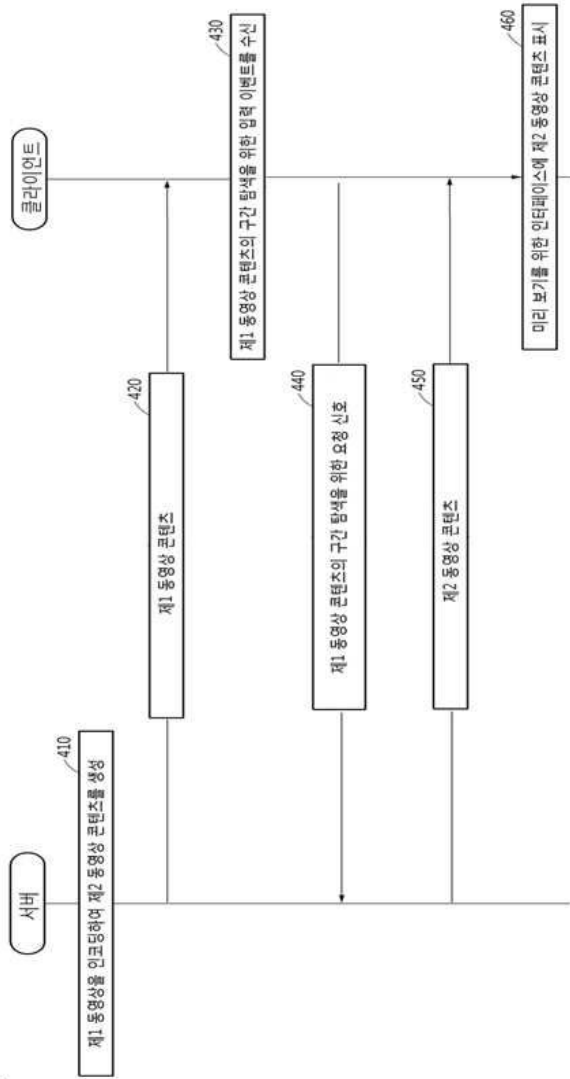 서버
클라이언트
410
제1 동영상을 인코딩하여 제2 동영상 콘텐츠를 생성
420
제1 동영상 콘텐츠
430
제1 동영상 콘텐츠의 구간 탐색을 위한 입력 이벤트를 수신
440
제1 동영상 콘텐츠의 구간 탐색을 위한 요청 신호
450
제2 동영상 콘텐츠
460
미리 보기를 위한 인터페이스에 제2 동영상 콘텐츠 표시